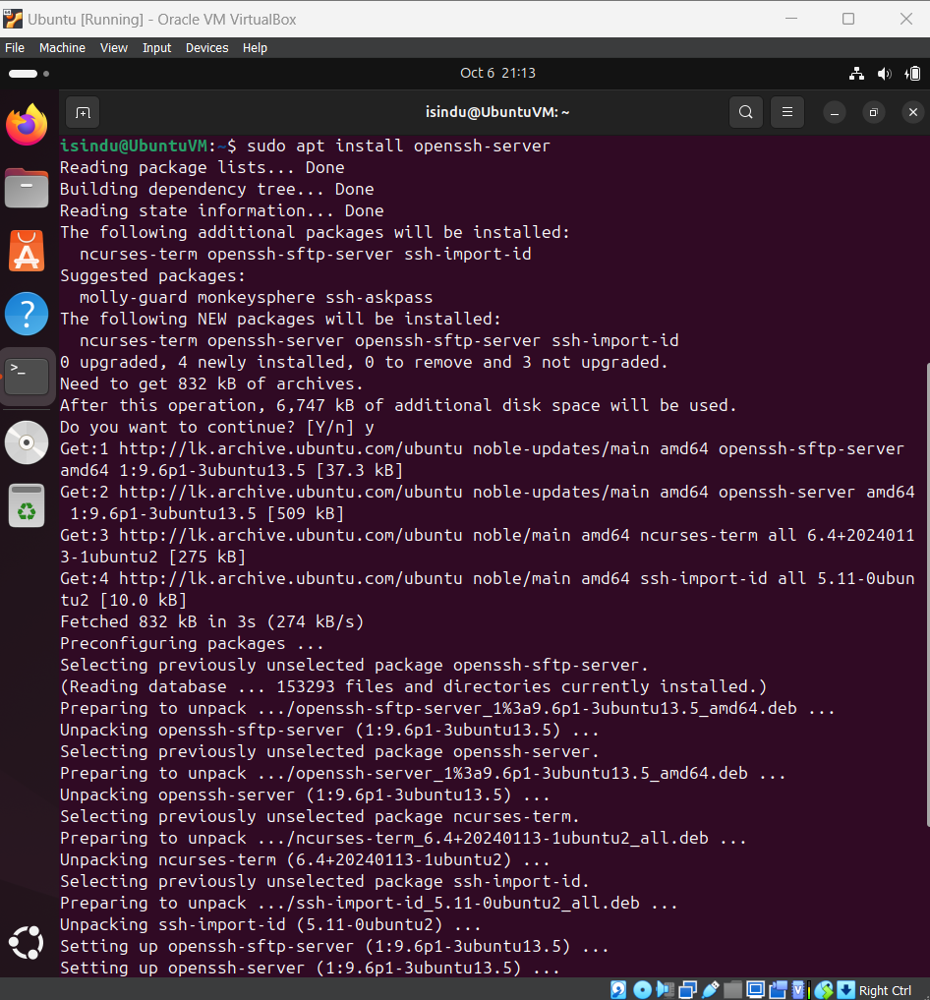 Ubuntu [Running] - Oracle VM VirtualBox
File Machine View Input Devices Help
Oct 6 21:13
isindu@UbuntuVM: ~
isindu@UbuntuVM:~$ sudo apt install openssh-server
Reading package lists... Done
Building dependency tree... Done
Reading state information... Done
The following additional packages will be installed:
  ncurses-term openssh-sftp-server ssh-import-id
Suggested packages:
  molly-guard monkeysphere ssh-askpass
The following NEW packages will be installed:
  ncurses-term openssh-server openssh-sftp-server ssh-import-id
0 upgraded, 4 newly installed, 0 to remove and 3 not upgraded.
Need to get 832 kB of archives.
After this operation, 6,747 kB of additional disk space will be used.
Do you want to continue? [Y/n] y
Get:1 http://lk.archive.ubuntu.com/ubuntu noble-updates/main amd64 openssh-sftp-server
amd64 1:9.6p1-3ubuntu13.5 [37.3 kB]
Get:2 http://lk.archive.ubuntu.com/ubuntu noble-updates/main amd64 openssh-server amd64
 1:9.6p1-3ubuntu13.5 [509 kB]
Get:3 http://lk.archive.ubuntu.com/ubuntu noble/main amd64 ncurses-term all 6.4+2024011
3-1ubuntu2 [275 kB]
Get:4 http://lk.archive.ubuntu.com/ubuntu noble/main amd64 ssh-import-id all 5.11-0ubun
tu2 [10.0 kB]
Fetched 832 kB in 3s (274 kB/s)
Preconfiguring packages ...
Selecting previously unselected package openssh-sftp-server.
(Reading database ... 153293 files and directories currently installed.)
Preparing to unpack .../openssh-sftp-server_1%3a9.6p1-3ubuntu13.5_amd64.deb ...
Unpacking openssh-sftp-server (1:9.6p1-3ubuntu13.5) ...
Selecting previously unselected package openssh-server.
Preparing to unpack .../openssh-server_1%3a9.6p1-3ubuntu13.5_amd64.deb ...
Unpacking openssh-server (1:9.6p1-3ubuntu13.5) ...
Selecting previously unselected package ncurses-term.
Preparing to unpack .../ncurses-term_6.4+20240113-1ubuntu2_all.deb ...
Unpacking ncurses-term (6.4+20240113-1ubuntu2) ...
Selecting previously unselected package ssh-import-id.
Preparing to unpack .../ssh-import-id_5.11-0ubuntu2_all.deb ...
Unpacking ssh-import-id (5.11-0ubuntu2) ...
Setting up openssh-sftp-server (1:9.6p1-3ubuntu13.5) ...
Setting up openssh-server (1:9.6p1-3ubuntu13.5) ...
Right Ctrl